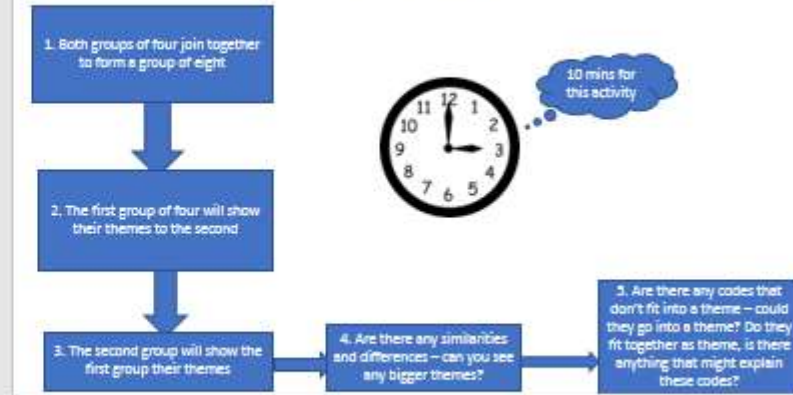 1. Both groups of four join together
to form a group of eight
10 mins for
this activity
12
1
2
3
4
5
6
7
8
9
10
11
2. The first group of four will show
their themes to the second
3. The second group will show the
first group their themes
4. Are there any similarities
and differences – can you see
any bigger themes?
5. Are there any codes that
don't fit into a theme – could
they go into a theme? Do they
fit together as theme, is there
anything that might explain
these codes?